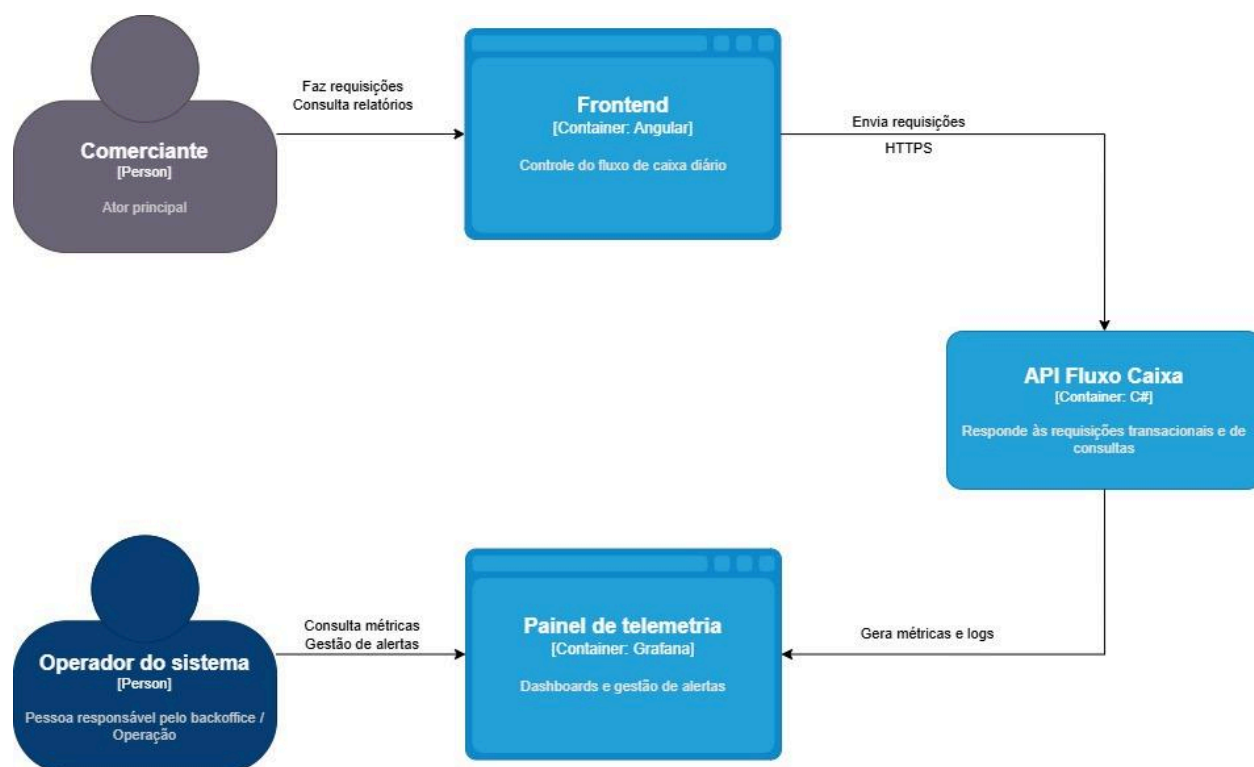 Comerciante
[Person]
Ator principal
Faz requisições
Consulta relatórios
Frontend
[Container: Angular]
Controle do fluxo de caixa diário
Envia requisições
HTTPS
API Fluxo Caixa
[Container: C#]
Responde às requisições transacionais e de
consultas
Operador do sistema
[Person]
Pessoa responsável pelo backoffice /
Operação
Consulta métricas
Gestão de alertas
Painel de telemetria
[Container: Grafana]
Dashboards e gestão de alertas
Gera métricas e logs